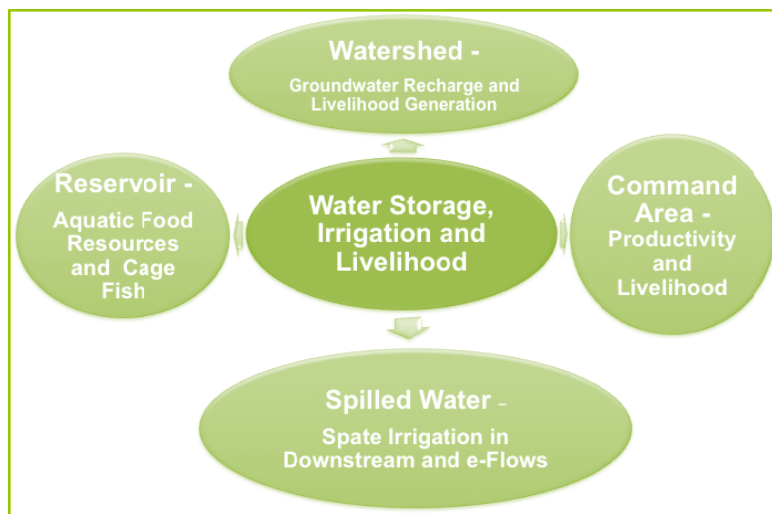 Watershed -
Groundwater Recharge and
Livelihood Generation
Reservoir -
Aquatic Food
Resources
and Cage
Fish
Water Storage,
Irrigation and
Livelihood
Command
Area -
Productivity
and
Livelihood
Spilled Water -
Spate Irrigation in
Downstream and e-Flows